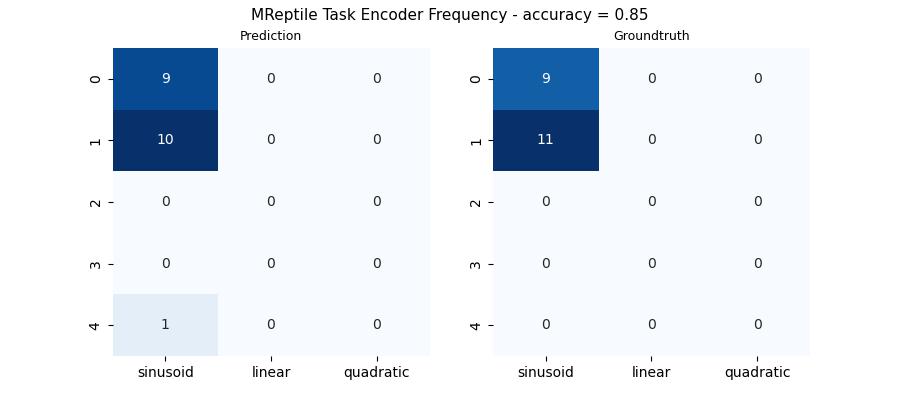 MReptile Task Encoder Frequency - accuracy = 0.85
Prediction
Groundtruth
0 9 0 0 0 9 0 0
1 10 0 0 1 11 0 0
2 0 0 0 2 0 0 0
3 0 0 0 3 0 0 0
4 1 0 0 4 0 0 0
sinusoid linear quadratic sinusoid linear quadratic